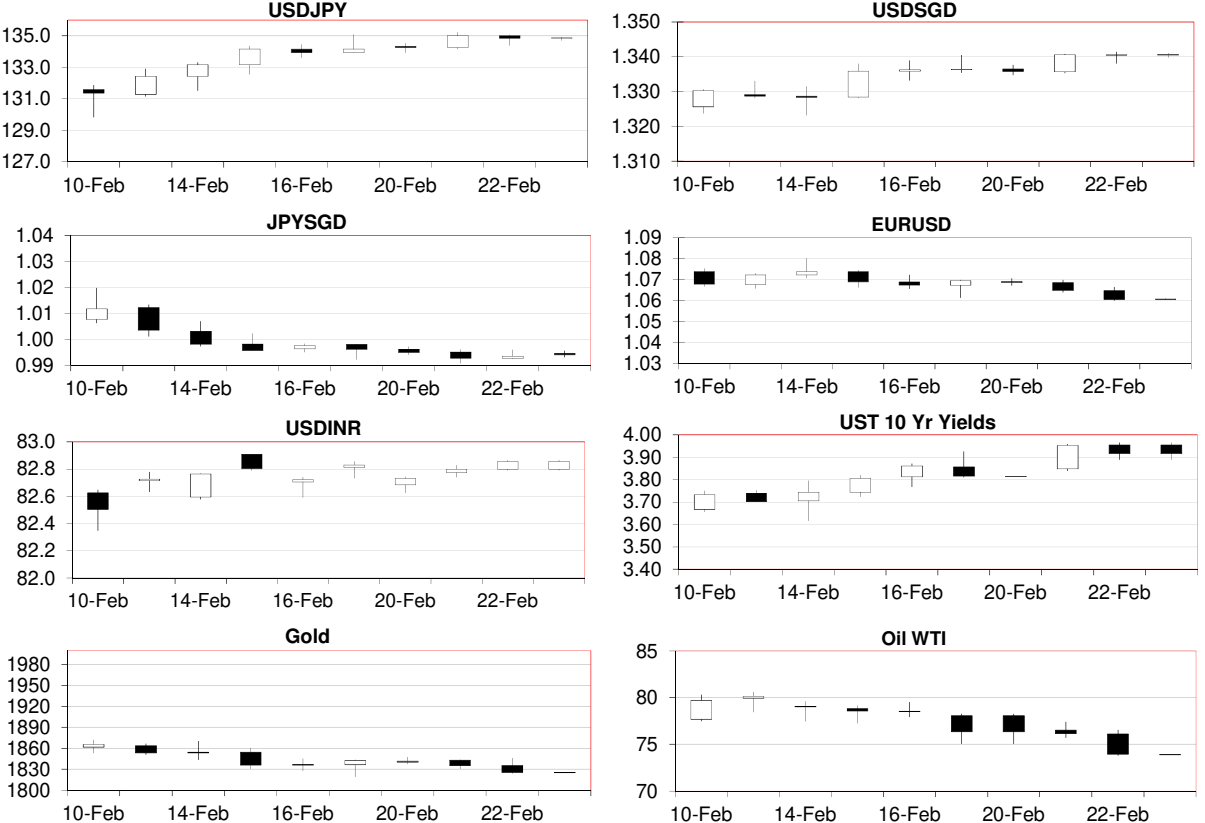 USDJPY
135.0
133.0
131.0
129.0
127.0
10-Feb 14-Feb 16-Feb 20-Feb 22-Feb
USDSGD
1.350
1.340
1.330
1.320
1.310
10-Feb 14-Feb 16-Feb 20-Feb 22-Feb
JPYSGD
1.04
1.03
1.02
1.01
1.00
0.99
10-Feb 14-Feb 16-Feb 20-Feb 22-Feb
EURUSD
1.09
1.08
1.07
1.06
1.05
1.04
1.03
10-Feb 14-Feb 16-Feb 20-Feb 22-Feb
USDINR
83.0
82.8
82.6
82.4
82.2
82.0
10-Feb 14-Feb 16-Feb 20-Feb 22-Feb
UST 10 Yr Yields
4.00
3.90
3.80
3.70
3.60
3.50
3.40
10-Feb 14-Feb 16-Feb 20-Feb 22-Feb
Gold
1980
1950
1920
1890
1860
1830
1800
10-Feb 14-Feb 16-Feb 20-Feb 22-Feb
Oil WTI
85
80
75
70
10-Feb 14-Feb 16-Feb 20-Feb 22-Feb